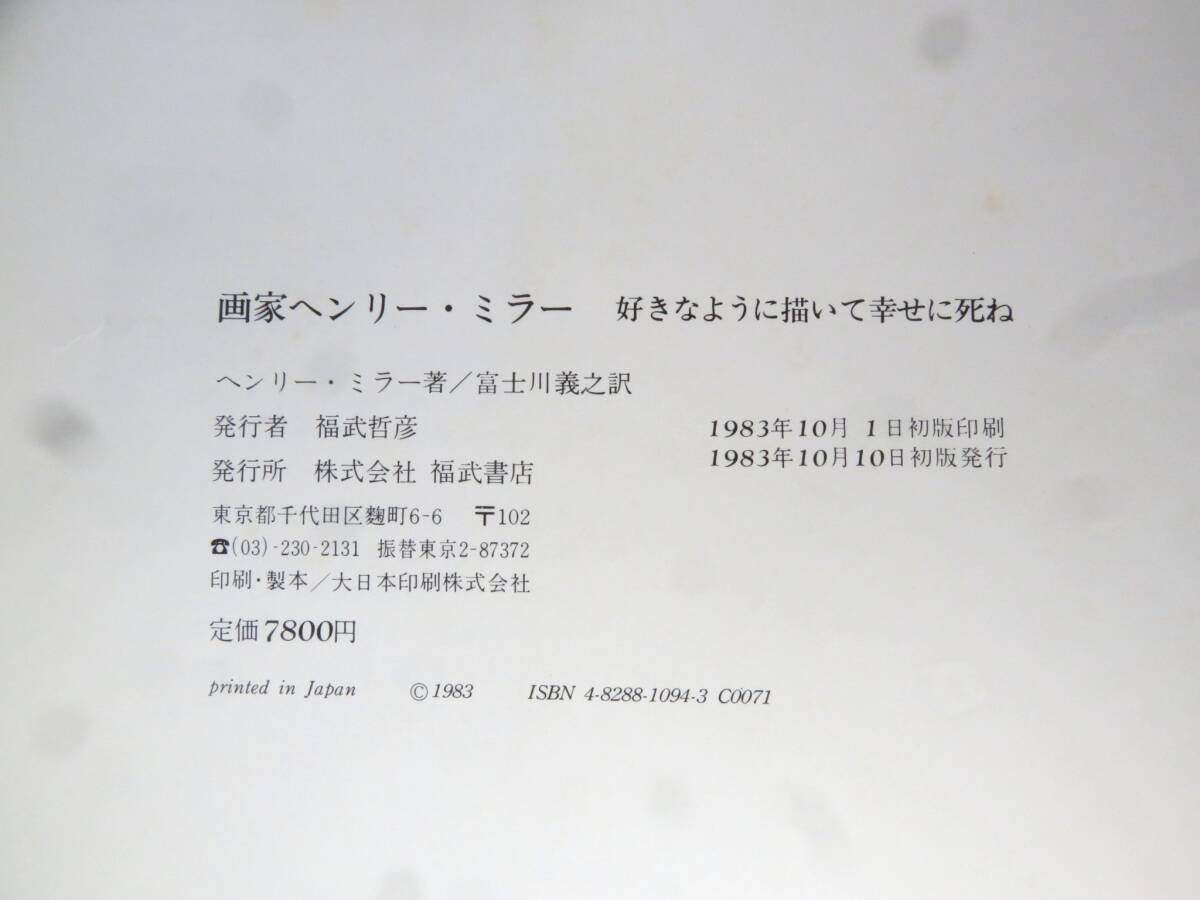 画家ヘンリー・ミラー　好きなように描いて幸せに死ね
ヘンリー・ミラー著／富士川義之訳
発行者　福武哲彦
発行所　株式会社 福武書店
1983年10月 1日初版印刷
1983年10月10日初版発行
東京都千代田区麴町6-6　〒102
☎(03)-230-2131　振替東京2-87372
印刷・製本／大日本印刷株式会社
定価7800円
printed in Japan　©1983　ISBN 4-8288-1094-3 C0071